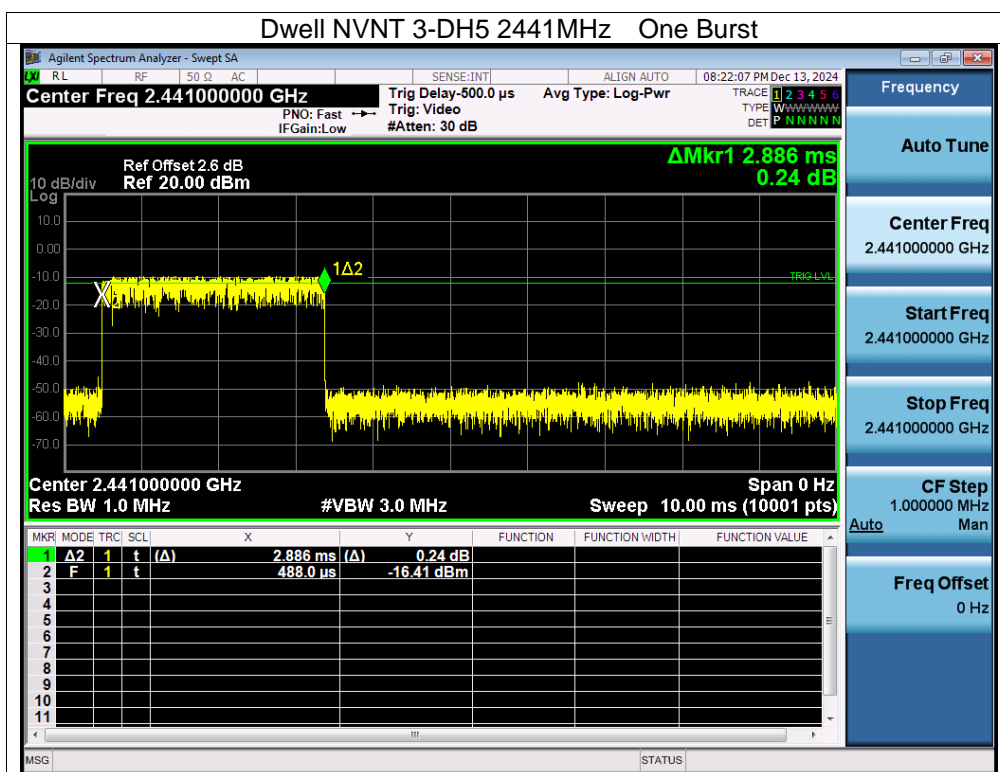 Dwell NVNT 3-DH5 2441MHz One Burst
Agilent Spectrum Analyzer - Swept SA
LXI RL RF 50 Ω AC SENSE:INT ALIGN AUTO 08:22:07 PM Dec 13, 2024
Center Freq 2.441000000 GHz Trig Delay-500.0 µs Avg Type: Log-Pwr TRACE 1 2 3 4 5 6
PNO: Fast Trig: Video TYPE WWWWWW
IFGain:Low #Atten: 30 dB DET P N N N N N
ΔMkr1 2.886 ms
0.24 dB
Ref Offset 2.6 dB
10 dB/div Ref 20.00 dBm
Log
10.0
0.00
-10.0
-20.0
-30.0
-40.0
-50.0
-60.0
-70.0
1Δ2
TRIG LVL
2
Center 2.441000000 GHz Span 0 Hz
Res BW 1.0 MHz #VBW 3.0 MHz Sweep 10.00 ms (10001 pts)
MKR MODE TRC SCL X Y FUNCTION FUNCTION WIDTH FUNCTION VALUE
1 Δ2 1 t (Δ) 2.886 ms (Δ) 0.24 dB
2 F 1 t 488.0 µs -16.41 dBm
3
4
5
6
7
8
9
10
11
MSG STATUS
Frequency
Auto Tune
Center Freq
2.441000000 GHz
Start Freq
2.441000000 GHz
Stop Freq
2.441000000 GHz
CF Step
1.000000 MHz
Auto Man
Freq Offset
0 Hz